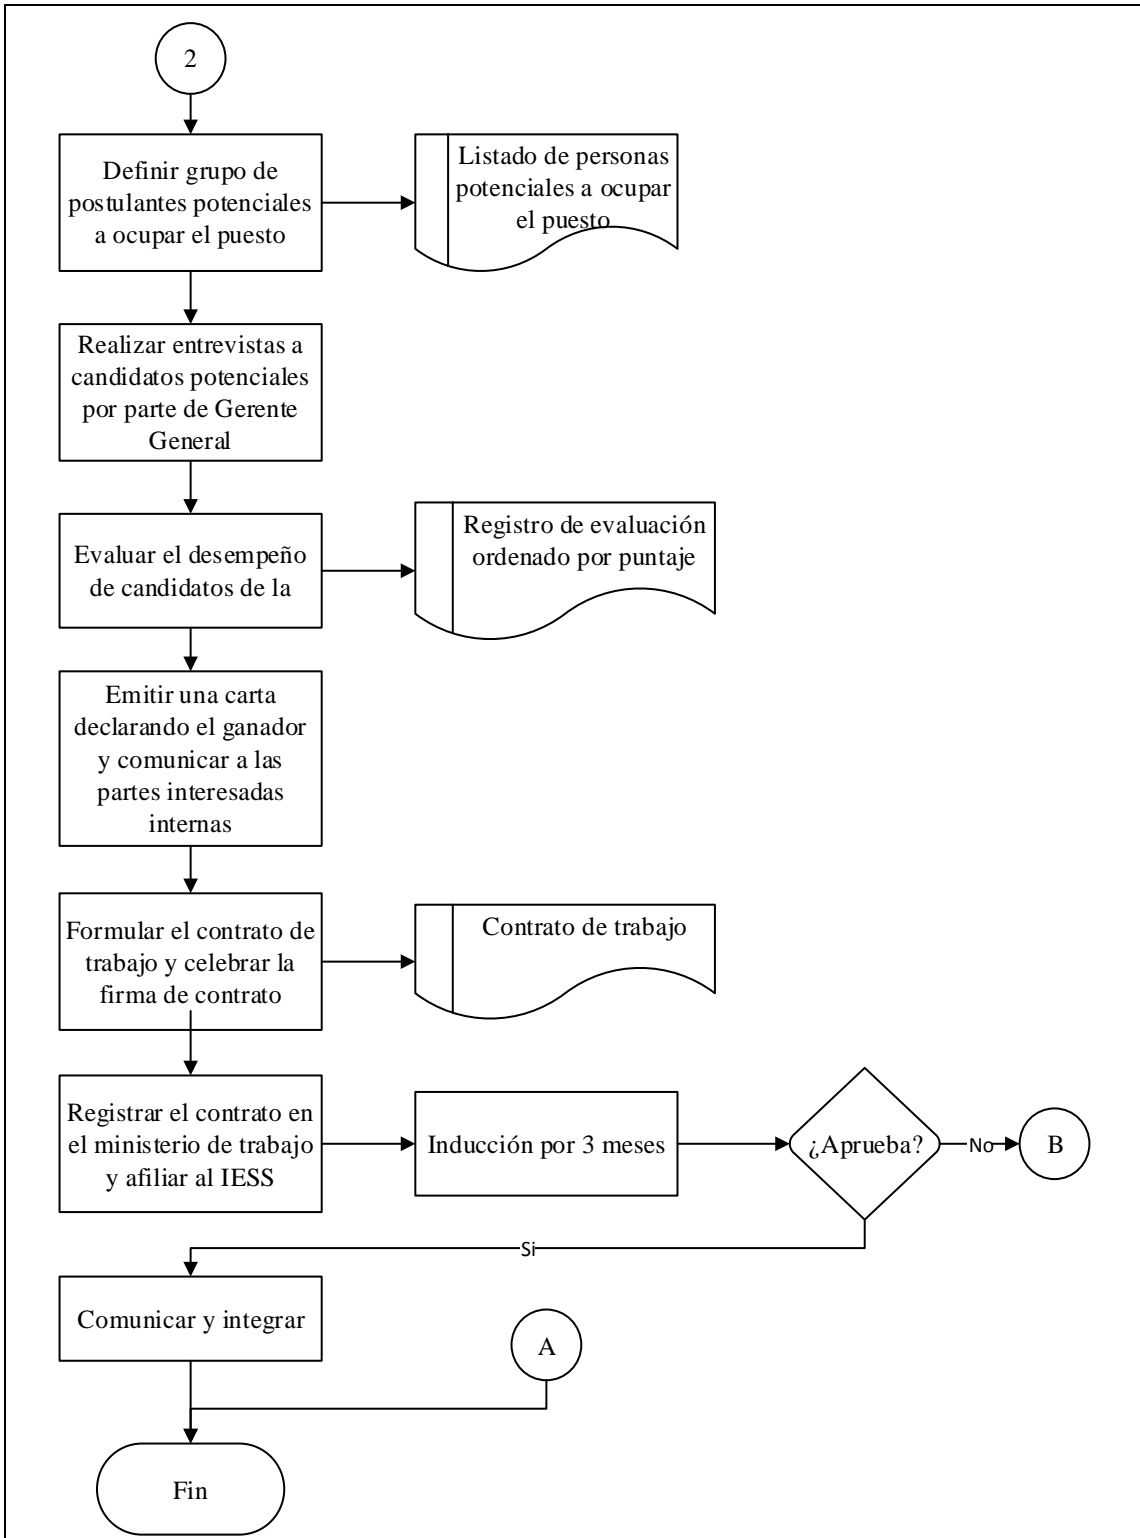 2
Definir grupo de
postulantes potenciales
a ocupar el puesto
Listado de personas
potenciales a ocupar
el puesto
Realizar entrevistas a
candidatos potenciales
por parte de Gerente
General
Evaluar el desempeño
de candidatos de la
Registro de evaluación
ordenado por puntaje
Emitir una carta
declarando el ganador
y comunicar a las
partes interesadas
internas
Formular el contrato de
trabajo y celebrar la
firma de contrato
Contrato de trabajo
Registrar el contrato en
el ministerio de trabajo
y afiliar al IESS
Inducción por 3 meses
¿Aprueba?
No
B
Si
Comunicar y integrar
A
Fin